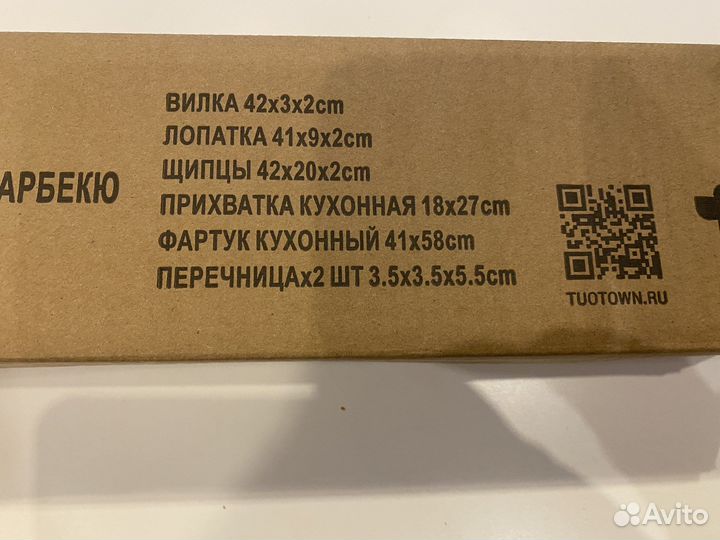 ВИЛКА 42x3x2cm
ЛОПАТКА 41x9x2cm
ЩИПЦЫ 42x20x2cm
АРБЕКЮ
ПРИХВАТКА КУХОННАЯ 18x27cm
ФАРТУК КУХОННЫЙ 41x58cm
ПЕРЕЧНИЦАx2 ШТ 3.5x3.5x5.5cm
TUOTOWN.RU
Avito